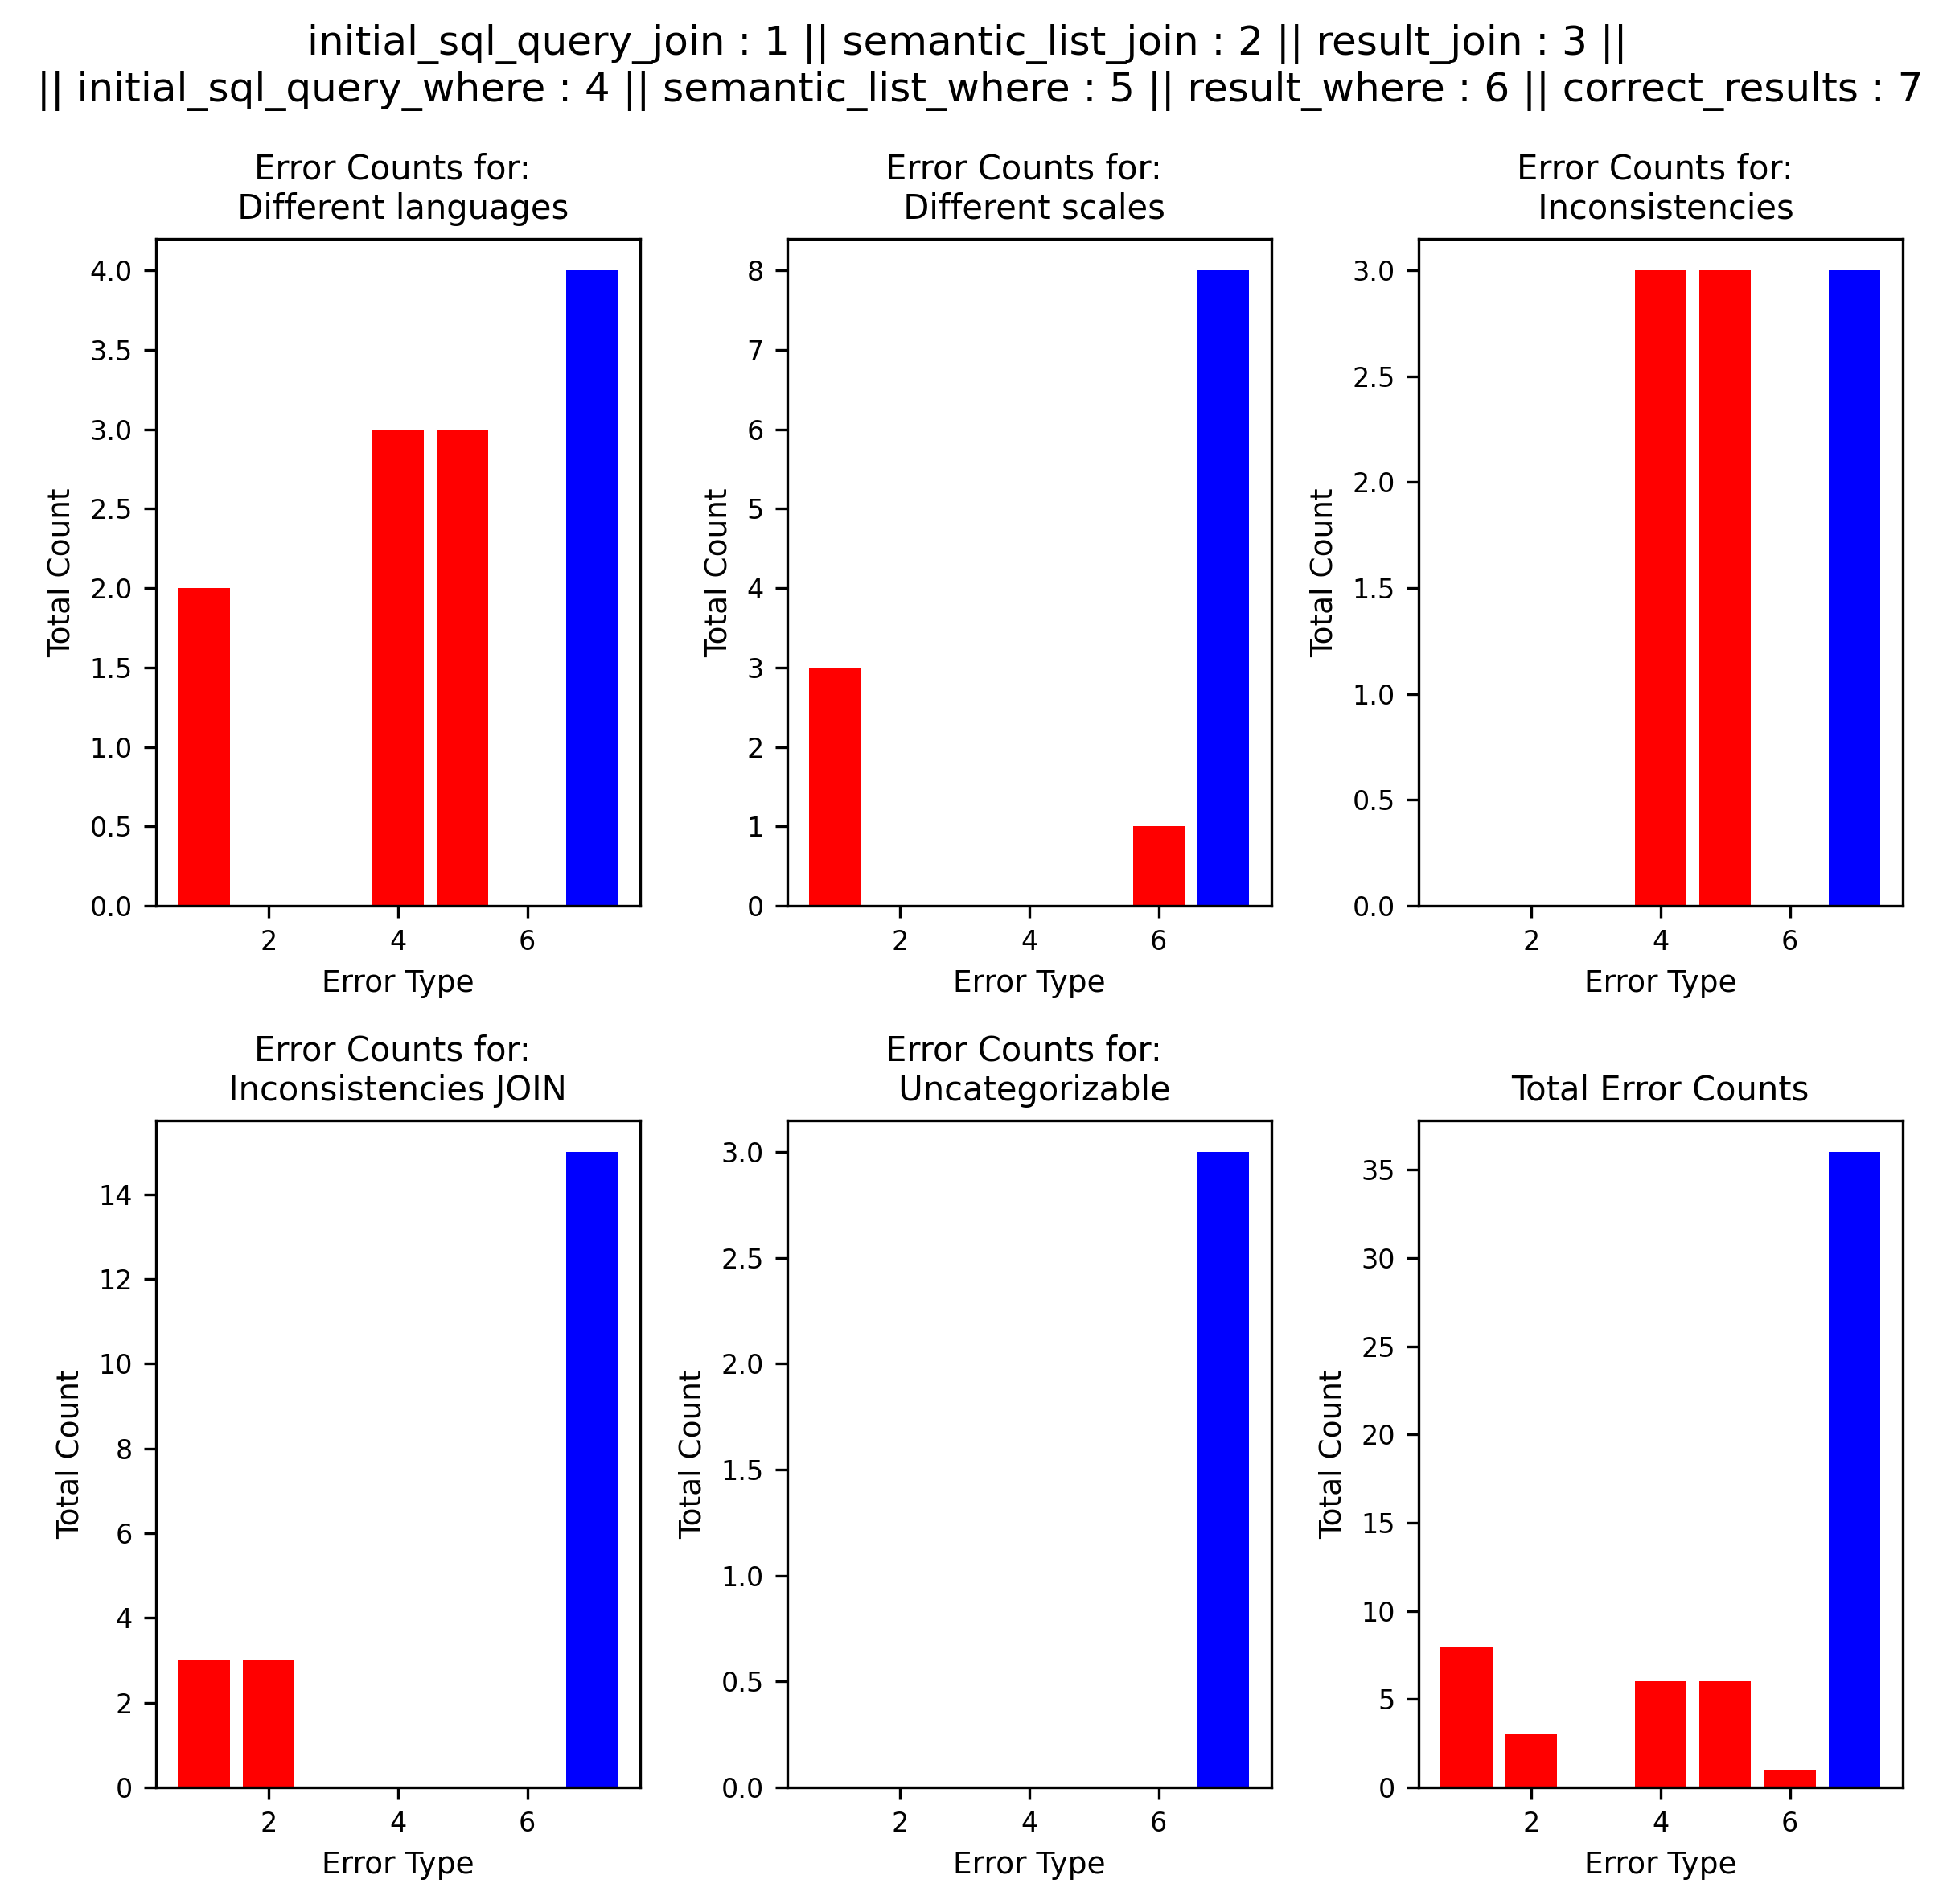 initial_sql_query_join : 1 || semantic_list_join : 2 || result_join : 3 ||
|| initial_sql_query_where : 4 || semantic_list_where : 5 || result_where : 6 || correct_results : 7
Error Counts for:
Different languages
4.0
3.5
3.0
2.5
2.0
1.5
1.0
0.5
0.0
Total Count
2 4 6
Error Type
Error Counts for:
Different scales
8
7
6
5
4
3
2
1
0
Total Count
2 4 6
Error Type
Error Counts for:
Inconsistencies
3.0
2.5
2.0
1.5
1.0
0.5
0.0
Total Count
2 4 6
Error Type
Error Counts for:
Inconsistencies JOIN
14
12
10
8
6
4
2
0
Total Count
2 4 6
Error Type
Error Counts for:
Uncategorizable
3.0
2.5
2.0
1.5
1.0
0.5
0.0
Total Count
2 4 6
Error Type
Total Error Counts
35
30
25
20
15
10
5
0
Total Count
2 4 6
Error Type